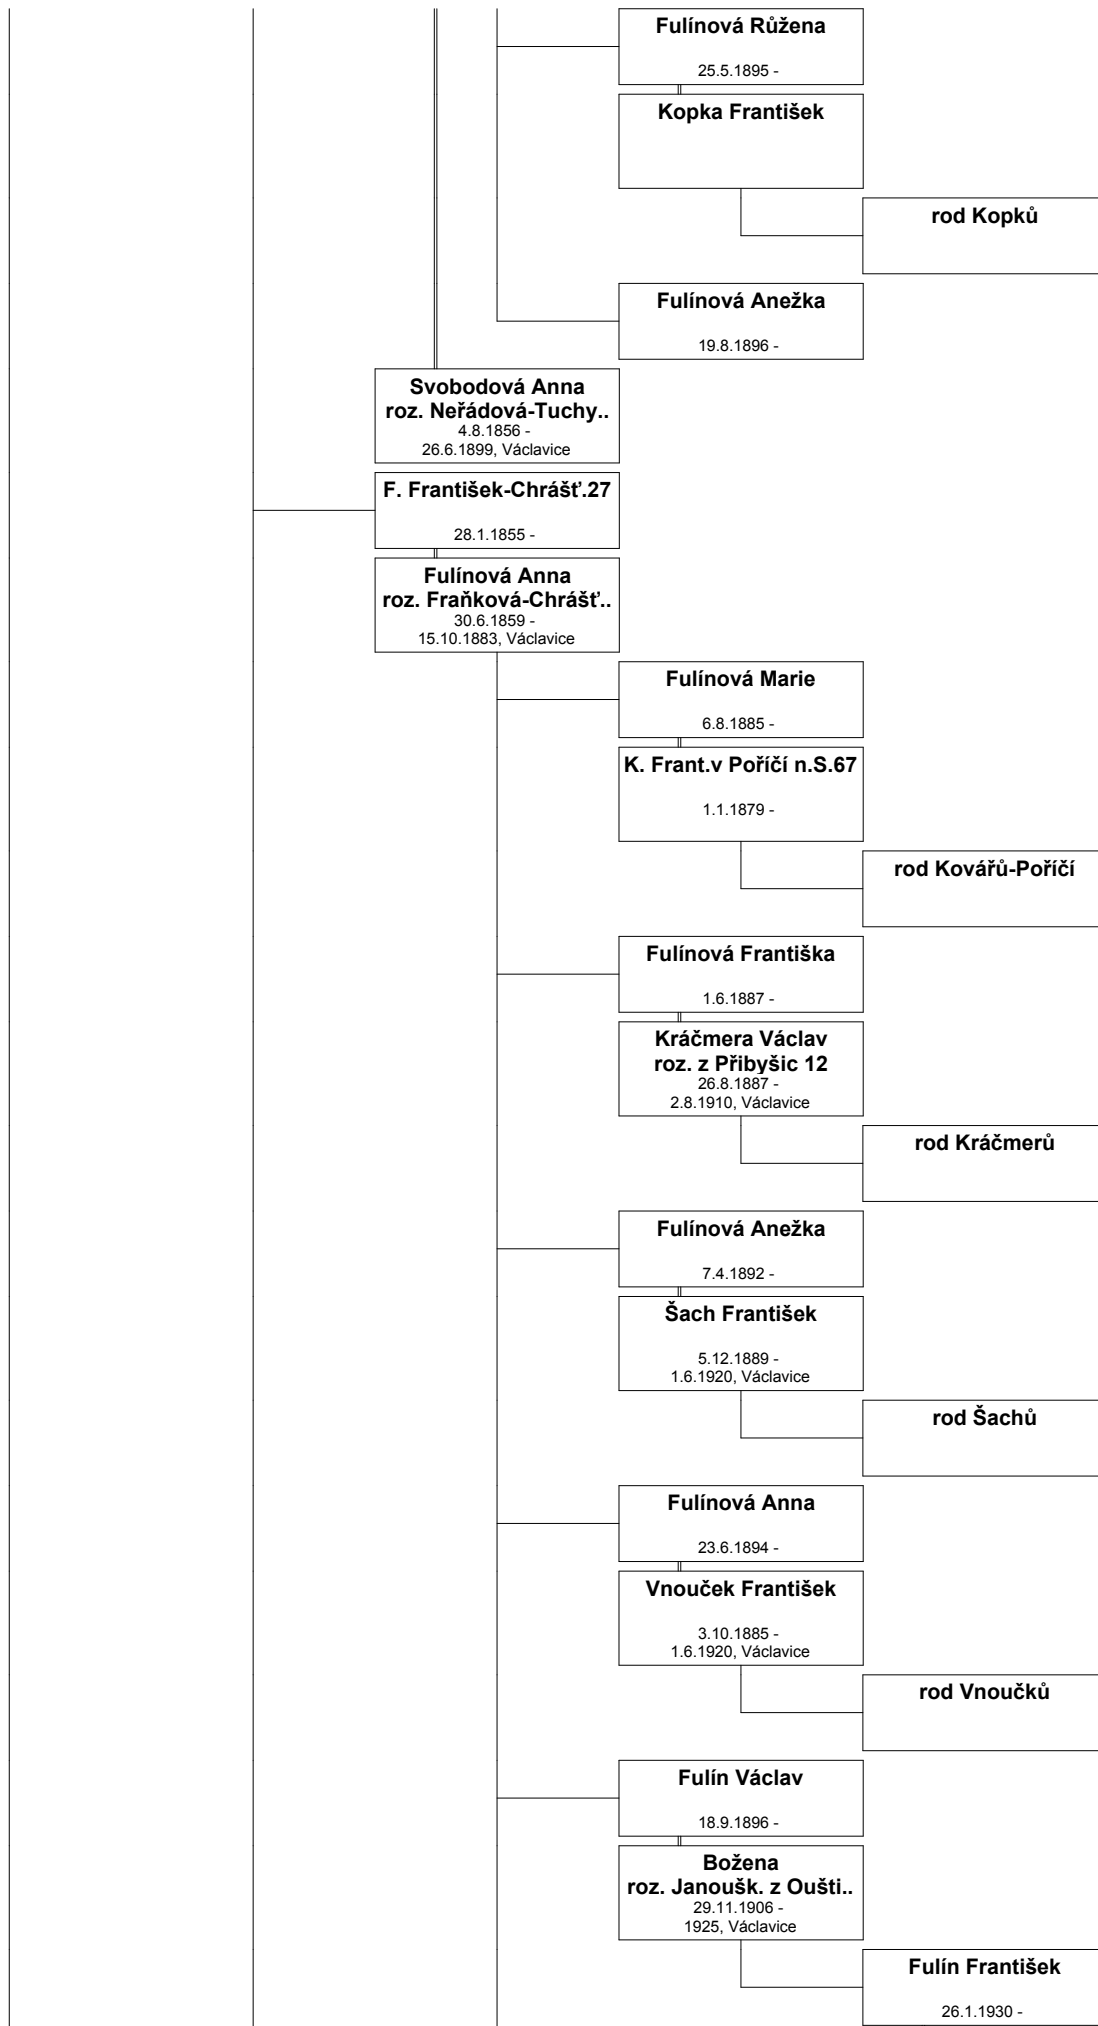 Fulínová Růžena
25.5.1895 -
Kopka František
rod Kopků
Fulínová Anežka
19.8.1896 -
Svobodová Anna
roz. Neřádová-Tuchy..
4.8.1856 -
26.6.1899, Václavice
F. František-Chrášť.27
28.1.1855 -
Fulínová Anna
roz. Fraňková-Chrášť..
30.6.1859 -
15.10.1883, Václavice
Fulínová Marie
6.8.1885 -
K. Frant.v Poříčí n.S.67
1.1.1879 -
rod Kovářů-Poříčí
Fulínová Františka
1.6.1887 -
Kráčmera Václav
roz. z Přibyšic 12
26.8.1887 -
2.8.1910, Václavice
rod Kráčmerů
Fulínová Anežka
7.4.1892 -
Šach František
5.12.1889 -
1.6.1920, Václavice
rod Šachů
Fulínová Anna
23.6.1894 -
Vnouček František
3.10.1885 -
1.6.1920, Václavice
rod Vnoučků
Fulín Václav
18.9.1896 -
Božena
roz. Janoušk. z Oušti..
29.11.1906 -
1925, Václavice
Fulín František
26.1.1930 -